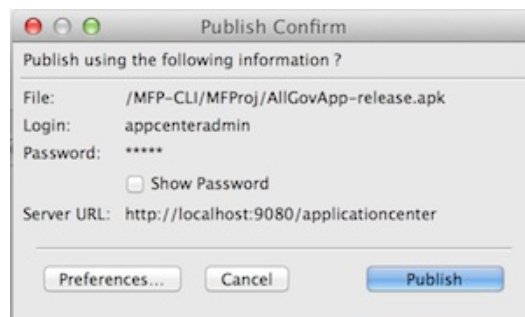 Publish Confirm
Publish using the following information ?
File: /MFP-CLI/MFProj/AllGovApp-release.apk
Login: appcenteradmin
Password: *****
Show Password
Server URL: http://localhost:9080/applicationcenter
Preferences... Cancel Publish